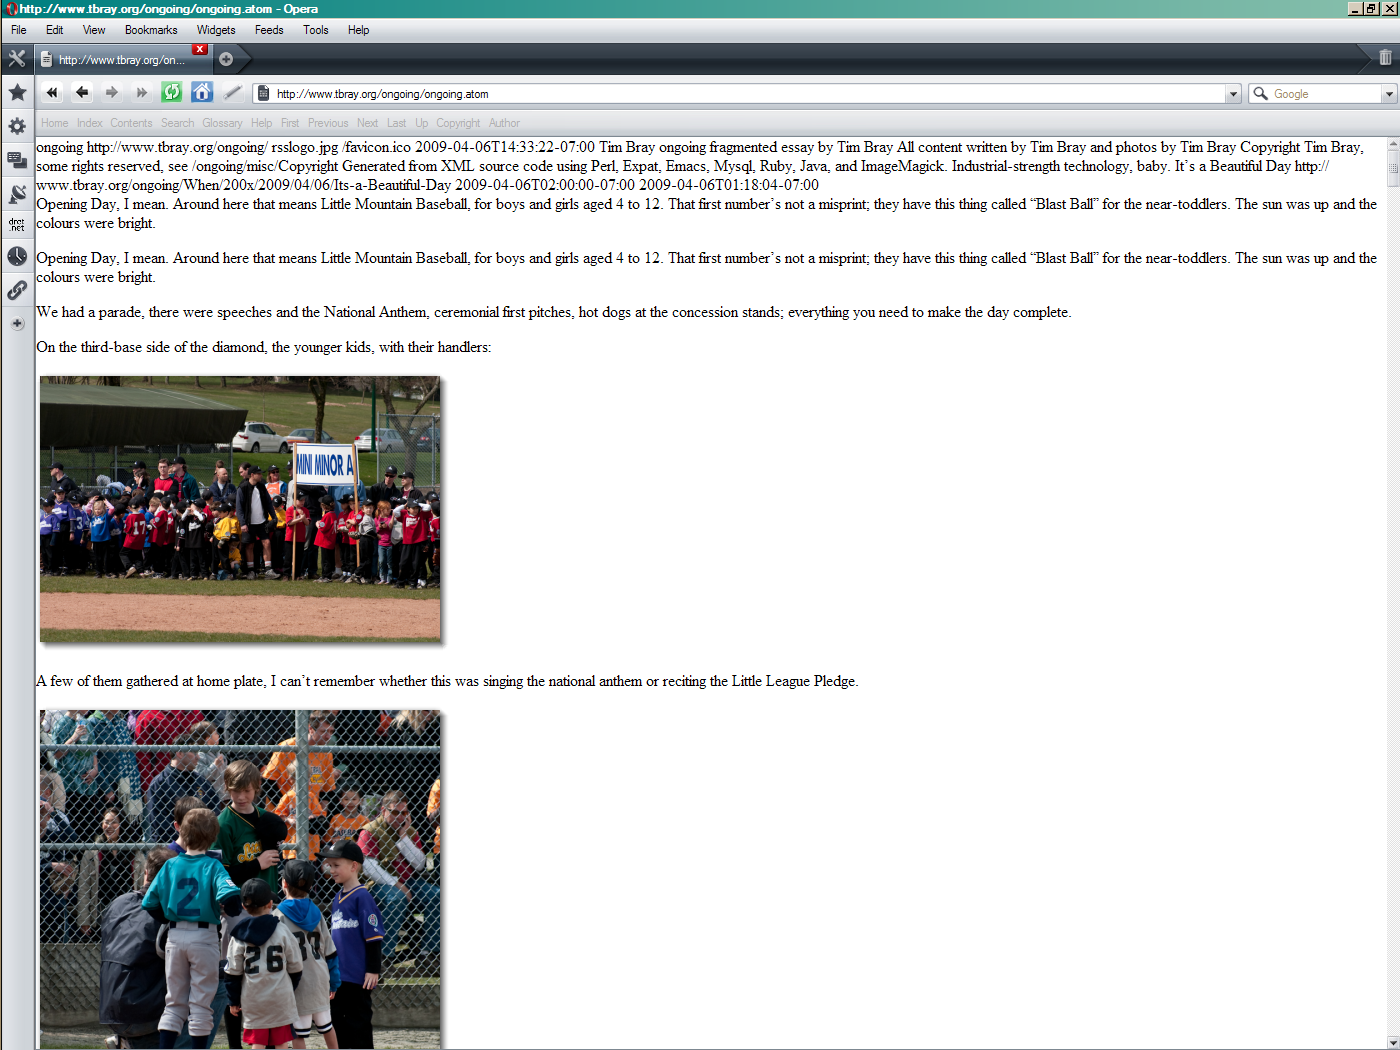 http://www.tbray.org/ongoing/ongoing.atom - Opera
File Edit View Bookmarks Widgets Feeds Tools Help
http://www.tbray.org/on...
http://www.tbray.org/ongoing/ongoing.atom
Google
Home Index Contents Search Glossary Help First Previous Next Last Up Copyright Author
dret
.net
ongoing http://www.tbray.org/ongoing/ rsslogo.jpg /favicon.ico 2009-04-06T14:33:22-07:00 Tim Bray ongoing fragmented essay by Tim Bray All content written by Tim Bray and photos by Tim Bray Copyright Tim Bray,
some rights reserved, see /ongoing/misc/Copyright Generated from XML source code using Perl, Expat, Emacs, Mysql, Ruby, Java, and ImageMagick. Industrial-strength technology, baby. It’s a Beautiful Day http://
www.tbray.org/ongoing/When/200x/2009/04/06/Its-a-Beautiful-Day 2009-04-06T02:00:00-07:00 2009-04-06T01:18:04-07:00
Opening Day, I mean. Around here that means Little Mountain Baseball, for boys and girls aged 4 to 12. That first number’s not a misprint; they have this thing called “Blast Ball” for the near-toddlers. The sun was up and the
colours were bright.
Opening Day, I mean. Around here that means Little Mountain Baseball, for boys and girls aged 4 to 12. That first number’s not a misprint; they have this thing called “Blast Ball” for the near-toddlers. The sun was up and the
colours were bright.
We had a parade, there were speeches and the National Anthem, ceremonial first pitches, hot dogs at the concession stands; everything you need to make the day complete.
On the third-base side of the diamond, the younger kids, with their handlers:
MINI MINOR A
17
3
A few of them gathered at home plate, I can’t remember whether this was singing the national anthem or reciting the Little League Pledge.
2
26